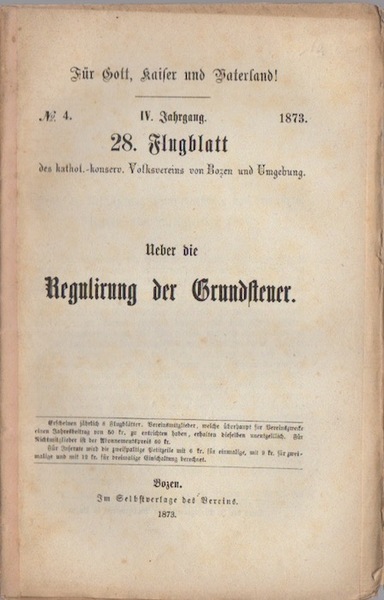 Für Gott, Kaiser und Vaterland!
№ 4. IV. Jahrgang. 1873.
28. Flugblatt
des kathol.-konserv. Volksvereins von Bozen und Umgebung.
Ueber die
Regulirung der Grundsteuer.
Erscheinen jährlich 8 Flugblätter. Vereinsmitglieder, welche überhaupt für Vereinszwecke
einen Jahresbeitrag von 60 kr. zu entrichten haben, erhalten dieselben unentgeltlich. Für
Nichtmitglieder ist der Abonnementspreis 60 kr.
Für Inserate wird die zweispaltige Petitzeile mit 6 kr. für einmalige, mit 9 kr. für zwei-
malige und mit 12 kr. für dreimalige Einschaltung berechnet.
Bozen.
Im Selbstverlage des Vereins.
1873.